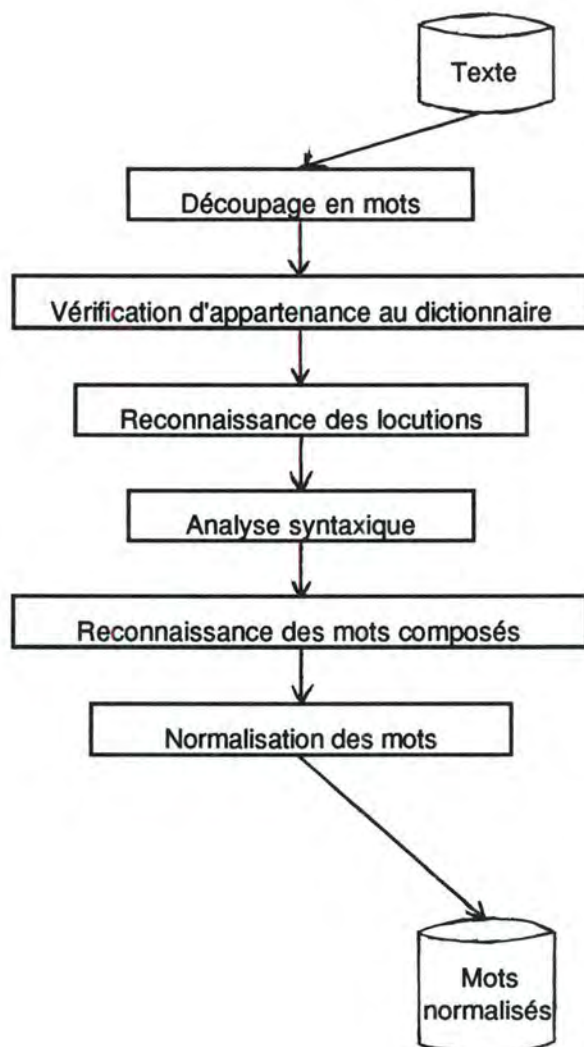 Texte
Découpage en mots
Vérification d'appartenance au dictionnaire
Reconnaissance des locutions
Analyse syntaxique
Reconnaissance des mots composés
Normalisation des mots
Mots
normalisés